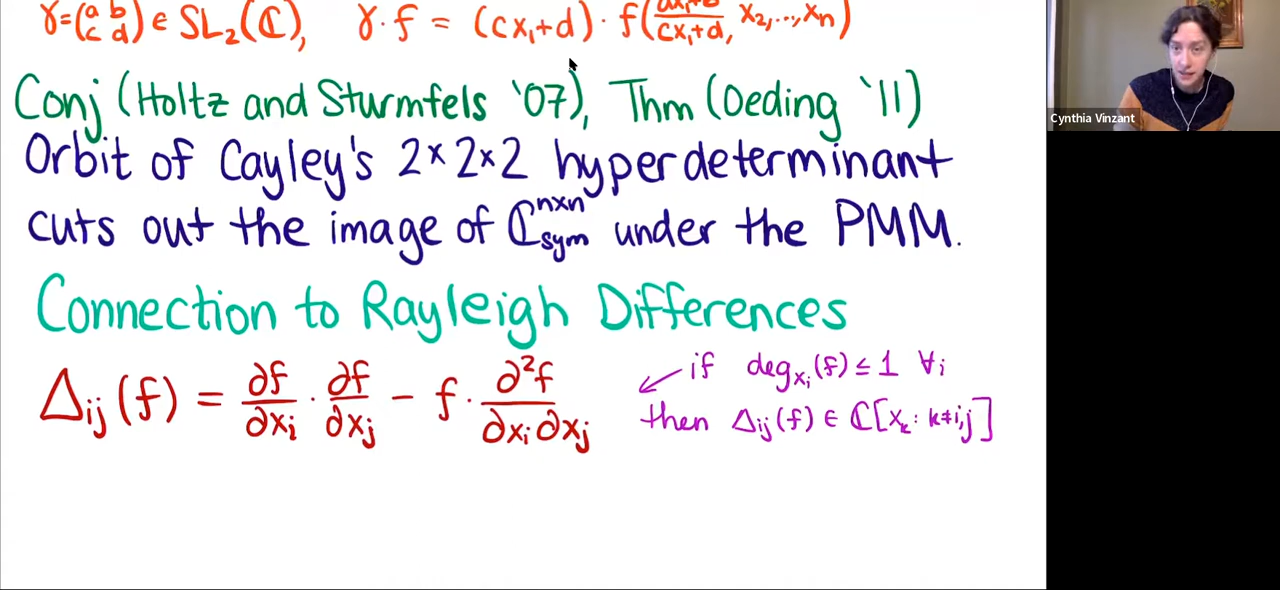 γ=(a b c d) ∈ SL₂(ℂ), γ·f = (cx₁+d)·f(ax₁+b/cx₁+d, x₂,…,xₙ)
Conj (Holtz and Sturmfels '07), Thm (Oeding '11)
Orbit of Cayley's 2×2×2 hyperdeterminant
cuts out the image of ℂⁿˣⁿsym under the PMM.
Connection to Rayleigh Differences
Δij(f) = ∂f/∂xi · ∂f/∂xj − f · ∂²f/∂xi∂xj
if deg xi(f) ≤ 1 ∀i
then Δij(f) ∈ ℂ[xk : k≠i,j]
Cynthia Vinzant